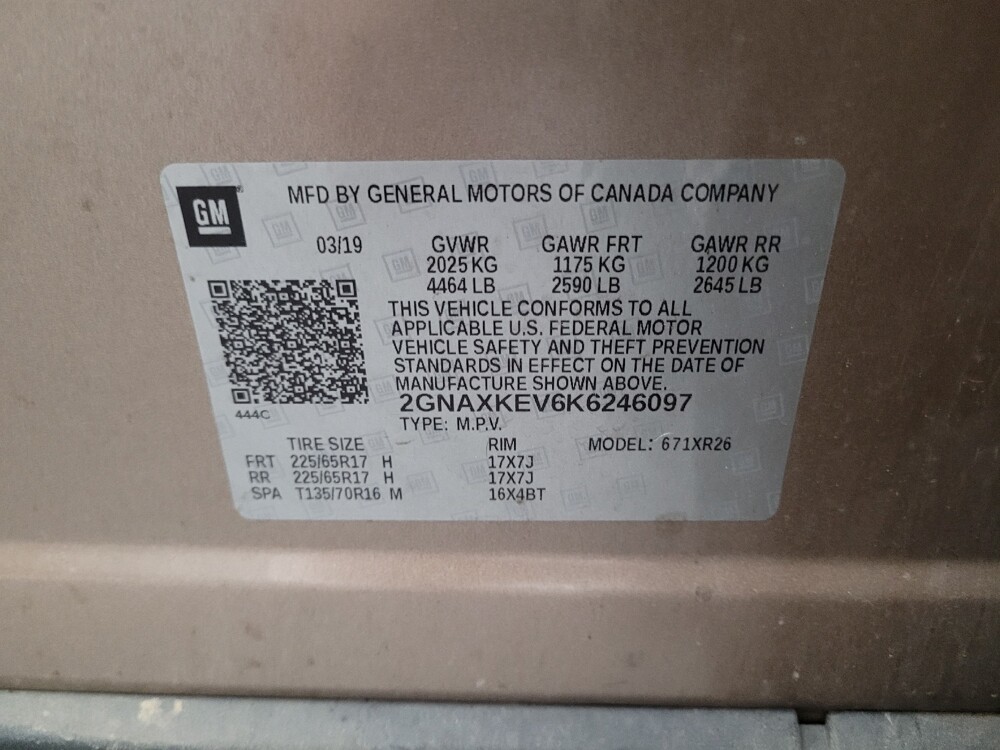 GM
MFD BY GENERAL MOTORS OF CANADA COMPANY
03/19 GVWR GAWR FRT GAWR RR
2025 KG 1175 KG 1200 KG
4464 LB 2590 LB 2645 LB
THIS VEHICLE CONFORMS TO ALL
APPLICABLE U.S. FEDERAL MOTOR
VEHICLE SAFETY AND THEFT PREVENTION
STANDARDS IN EFFECT ON THE DATE OF
MANUFACTURE SHOWN ABOVE.
2GNAXKEV6K6246097
444C
TYPE: M.P.V.
TIRE SIZE RIM MODEL: 671XR26
FRT 225/65R17 H 17X7J
RR 225/65R17 H 17X7J
SPA T135/70R16 M 16X4BT